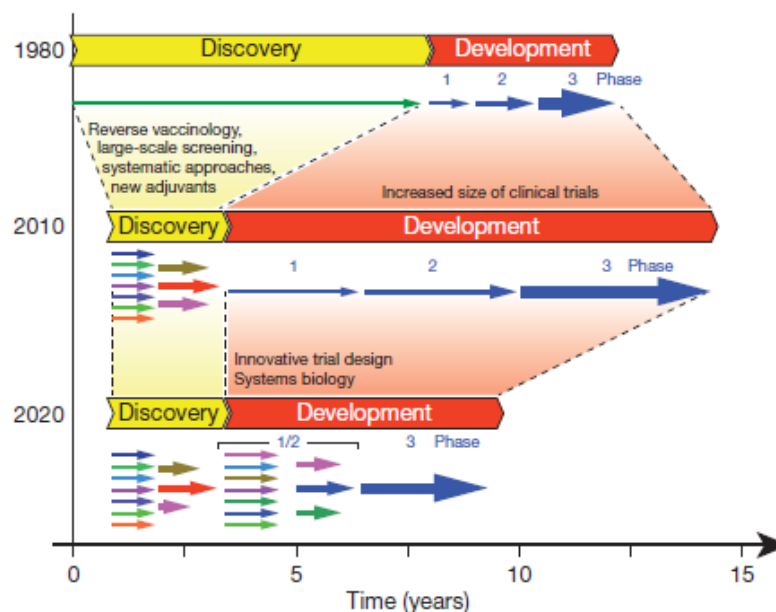 1980
Discovery
Development
1 2 3 Phase
Reverse vaccinology,
large-scale screening,
systematic approaches,
new adjuvants
Increased size of clinical trials
2010
Discovery
Development
1 2 3 Phase
Innovative trial design
Systems biology
2020
Discovery
Development
1/2 3 Phase
0 5 10 15
Time (years)